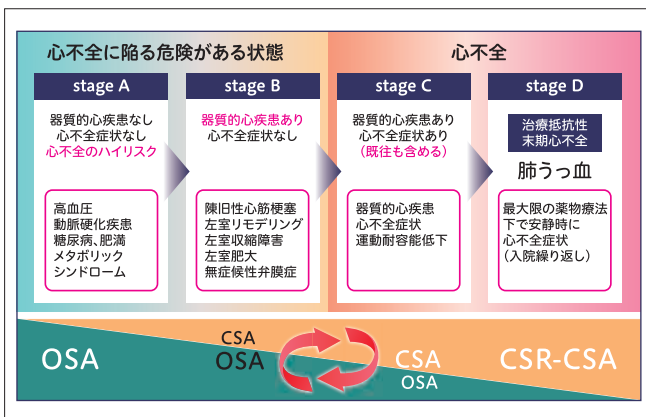 心不全に陥る危険がある状態
心不全
stage A
stage B
stage C
stage D
器質的心疾患なし
心不全症状なし
心不全のハイリスク
器質的心疾患あり
心不全症状なし
器質的心疾患あり
心不全症状あり
(既往も含める)
治療抵抗性
末期心不全
肺うっ血
高血圧
動脈硬化疾患
糖尿病、肥満
メタボリック
シンドローム
陳旧性心筋梗塞
左室リモデリング
左室収縮障害
左室肥大
無症候性弁膜症
器質的心疾患
心不全症状
運動耐容能低下
最大限の薬物療法
下で安静時に
心不全症状
(入院繰り返し)
OSA
CSA
OSA
CSA
OSA
CSR-CSA